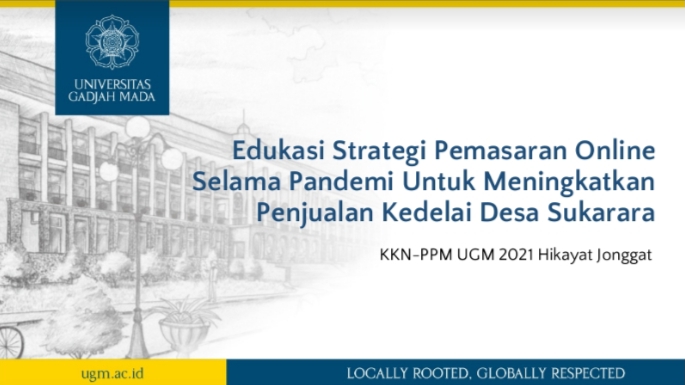 UNIVERSITAS
GADJAH MADA
Edukasi Strategi Pemasaran Online
Selama Pandemi Untuk Meningkatkan
Penjualan Kedelai Desa Sukarara
KKN-PPM UGM 2021 Hikayat Jonggat
ugm.ac.id
LOCALLY ROOTED, GLOBALLY RESPECTED